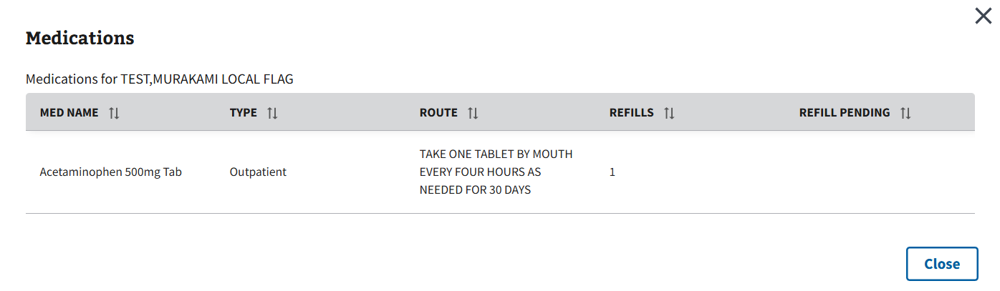 Medications
Medications for TEST,MURAKAMI LOCAL FLAG
MED NAME TYPE ROUTE REFILLS REFILL PENDING
Acetaminophen 500mg Tab Outpatient TAKE ONE TABLET BY MOUTH
EVERY FOUR HOURS AS
NEEDED FOR 30 DAYS
1
Close